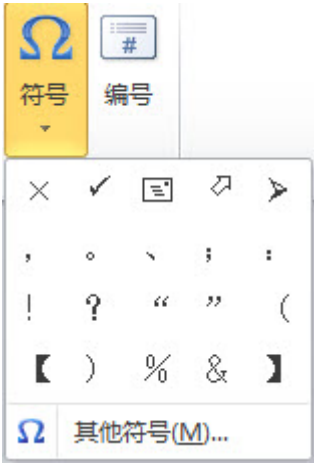 Ω #
符号 编号
× ✓
， 。 、 ； ：
！ ？ “ ” （
【 ） % & 】
Ω 其他符号(M)...